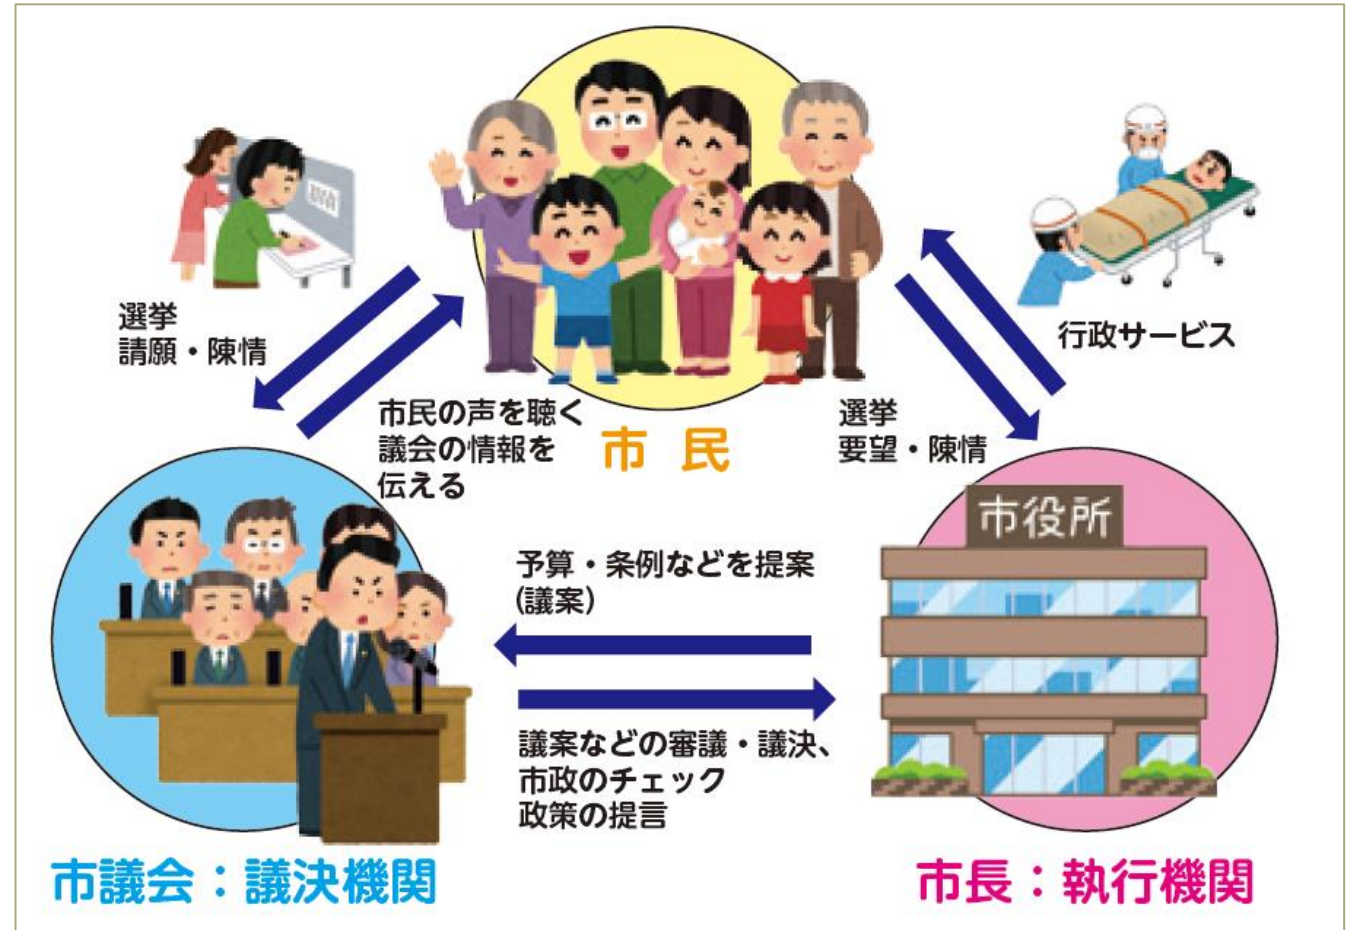 選挙
請願・陳情
行政サービス
市民の声を聴く
議会の情報を
伝える
市民
選挙
要望・陳情
市役所
予算・条例などを提案
(議案)
議案などの審議・議決、
市政のチェック
政策の提言
市議会：議決機関
市長：執行機関